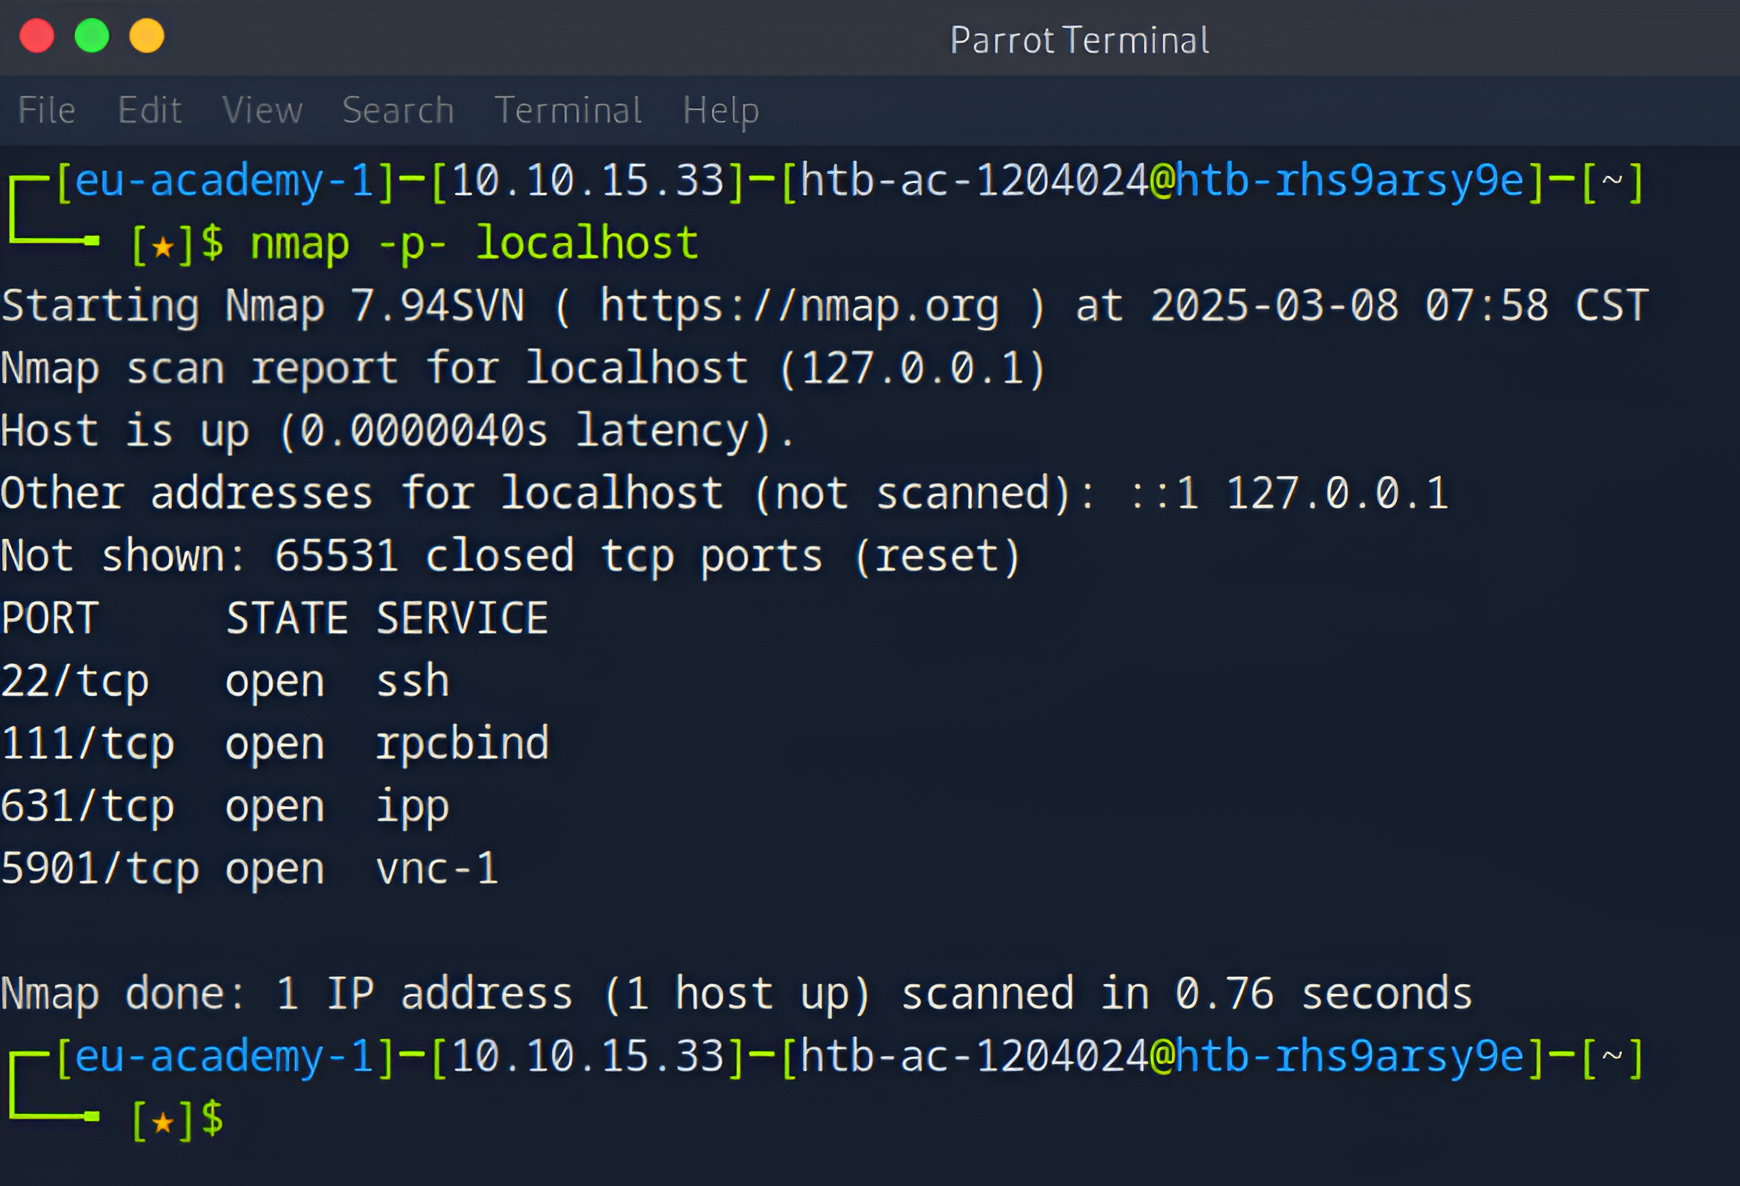 Parrot Terminal
File Edit View Search Terminal Help
┌─[eu-academy-1]─[10.10.15.33]─[htb-ac-1204024@htb-rhs9arsy9e]─[~]
└──╼ [★]$ nmap -p- localhost
Starting Nmap 7.94SVN ( https://nmap.org ) at 2025-03-08 07:58 CST
Nmap scan report for localhost (127.0.0.1)
Host is up (0.0000040s latency).
Other addresses for localhost (not scanned): ::1 127.0.0.1
Not shown: 65531 closed tcp ports (reset)
PORT     STATE SERVICE
22/tcp   open  ssh
111/tcp  open  rpcbind
631/tcp  open  ipp
5901/tcp open  vnc-1
Nmap done: 1 IP address (1 host up) scanned in 0.76 seconds
┌─[eu-academy-1]─[10.10.15.33]─[htb-ac-1204024@htb-rhs9arsy9e]─[~]
└──╼ [★]$